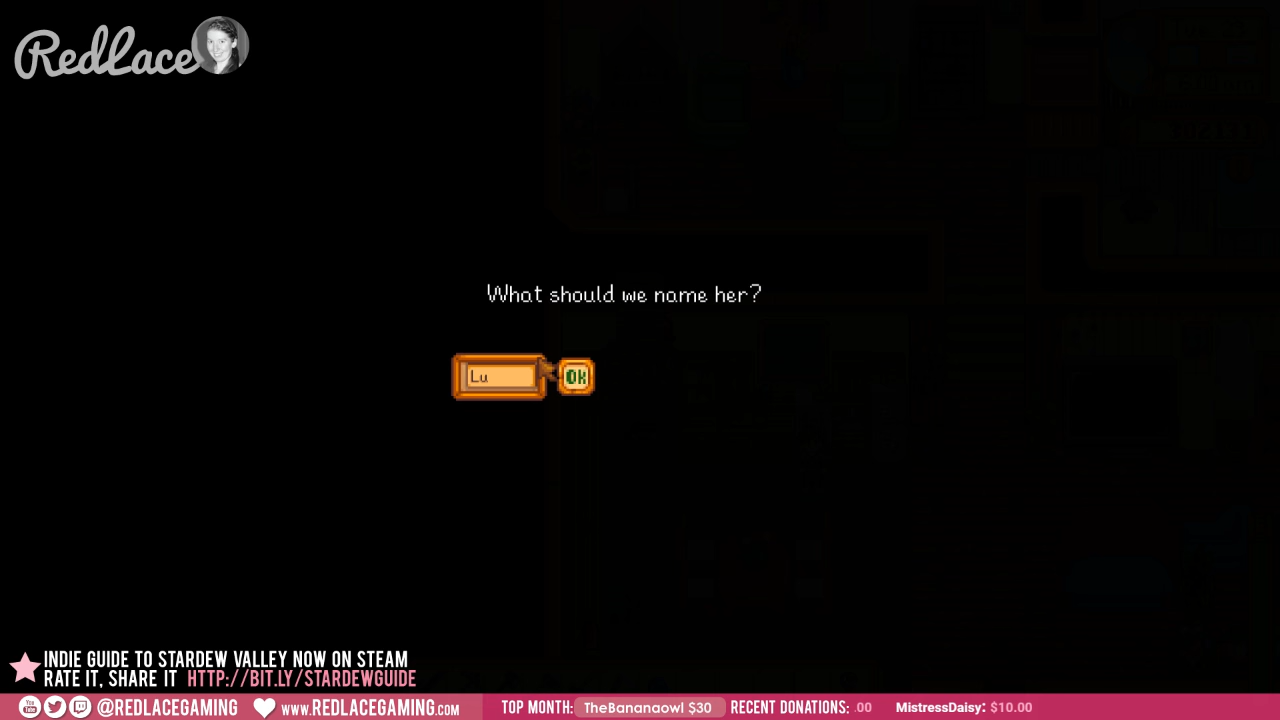 RedLace
What should we name her?
Lu
Ok
INDIE GUIDE TO STARDEW VALLEY NOW ON STEAM
RATE IT, SHARE IT HTTP://BIT.LY/STARDEWGUIDE
You Tube @REDLACEGAMING www.REDLACEGAMING.COM TOP MONTH: TheBananaowl $30 RECENT DONATIONS: .00 MistressDaisy: $10.00